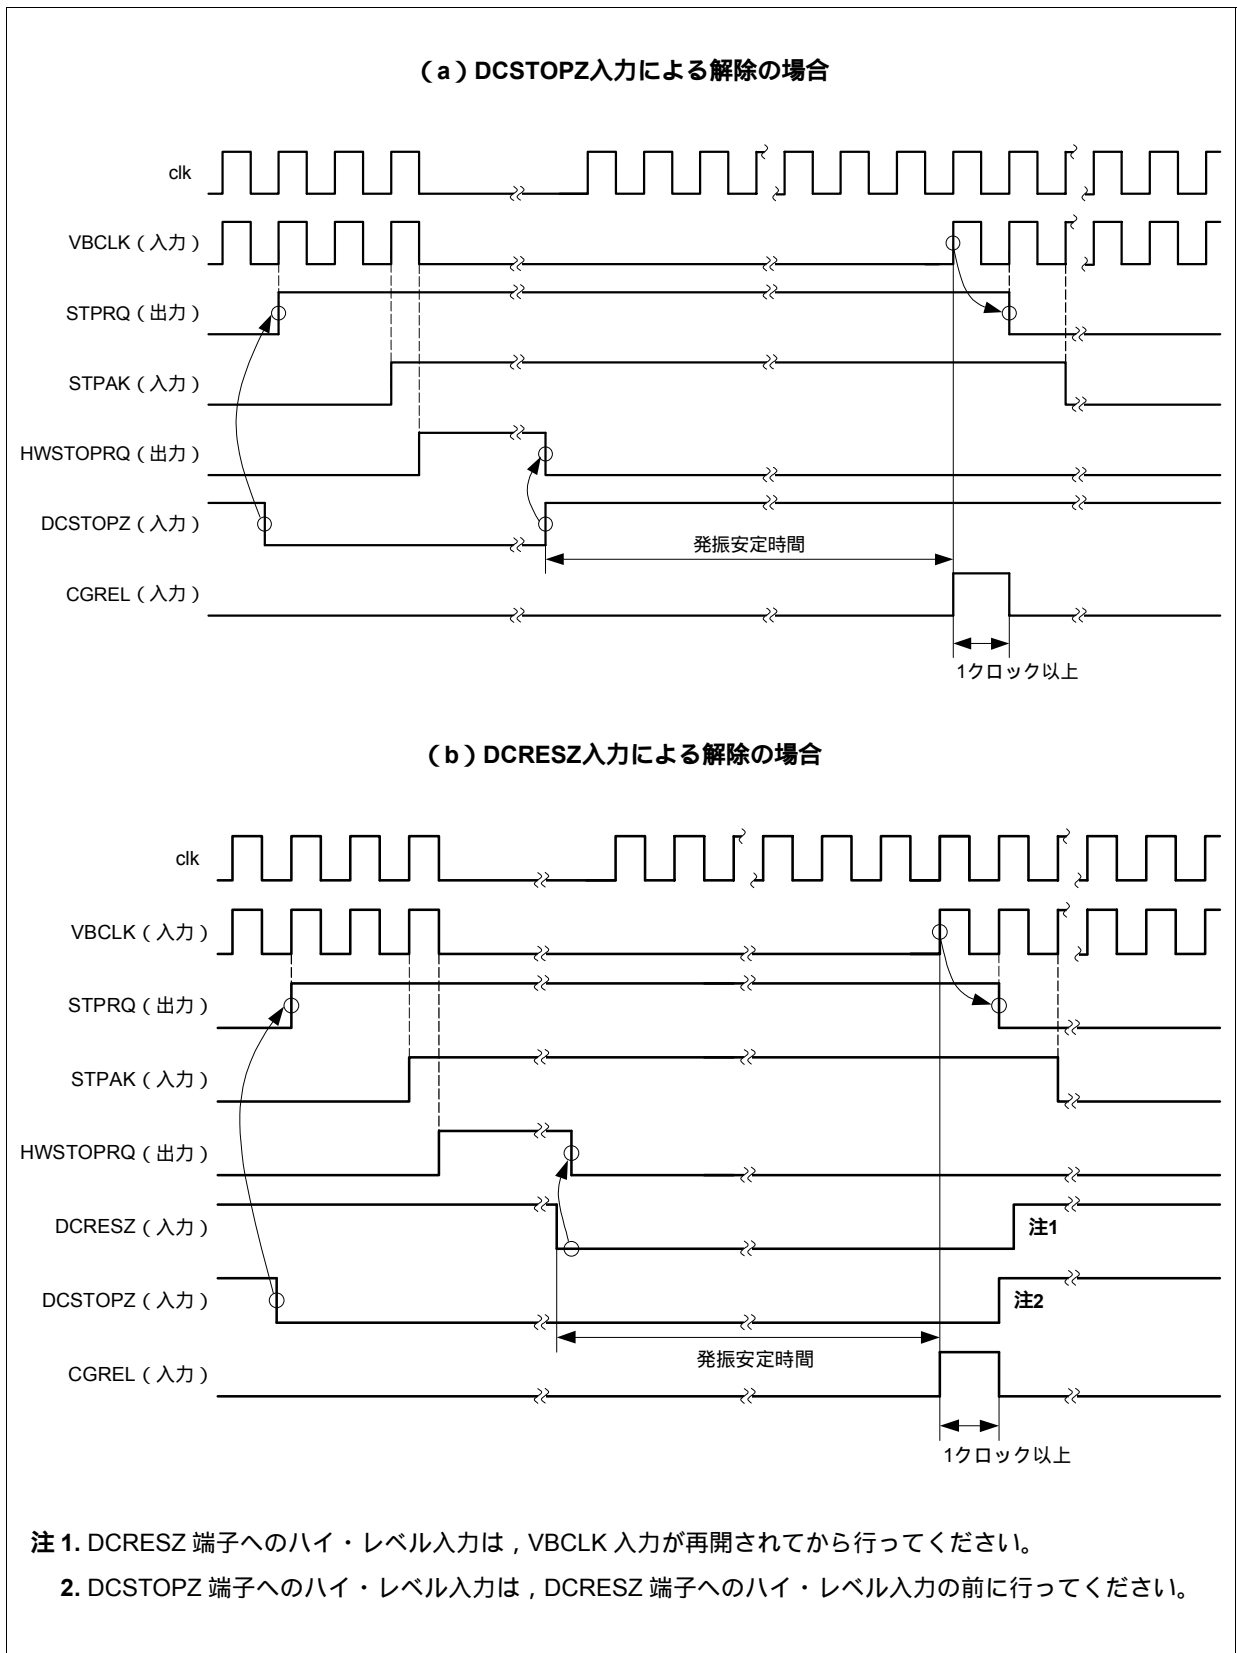 （a）DCSTOPZ入力による解除の場合
clk
VBCLK（入力）
STPRQ（出力）
STPAK（入力）
HWSTOPRQ（出力）
DCSTOPZ（入力）
発振安定時間
CGREL（入力）
1クロック以上
（b）DCRESZ入力による解除の場合
clk
VBCLK（入力）
STPRQ（出力）
STPAK（入力）
HWSTOPRQ（出力）
DCRESZ（入力）
注1
DCSTOPZ（入力）
注2
発振安定時間
CGREL（入力）
1クロック以上
注 1. DCRESZ 端子へのハイ・レベル入力は，VBCLK 入力が再開されてから行ってください。
2. DCSTOPZ 端子へのハイ・レベル入力は，DCRESZ 端子へのハイ・レベル入力の前に行ってください。